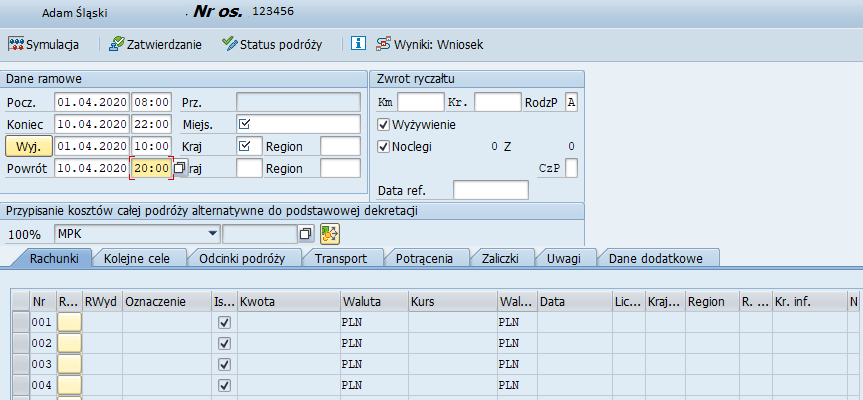 Adam Śląski . Nr os. 123456
Symulacja Zatwierdzanie Status podróży Wyniki: Wniosek
Dane ramowe Zwrot ryczałtu
Pocz. 01.04.2020 08:00 Prz. Km Kr. RodzP A
Koniec 10.04.2020 22:00 Miejs. Wyżywienie
Wyj. 01.04.2020 10:00 Kraj Region Noclegi 0 Z 0
Powrót 10.04.2020 20:00 raj Region CzP
Data ref.
Przypisanie kosztów całej podróży alternatywne do podstawowej dekretacji
100% MPK
Rachunki Kolejne cele Odcinki podróży Transport Potrącenia Zaliczki Uwagi Dane dodatkowe
Nr R... RWyd Oznaczenie Is... Kwota Waluta Kurs Wal... Data Lic... Kraj... Region R. ... Kr. inf. N
001 PLN PLN
002 PLN PLN
003 PLN PLN
004 PLN PLN